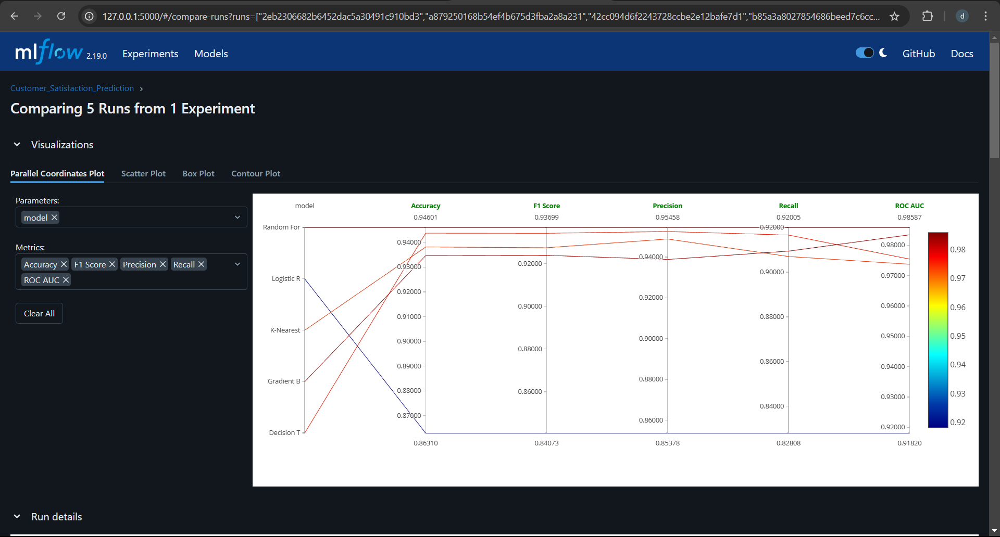 127.0.0.1:5000/#/compare-runs?runs=["2eb2306682b6452dac5a30491c910bd3","a879250168b54ef4b675d3fba2a8a231","42cc094d6f2243728ccbe2e12bafe7d1","b85a3a8027854686beed7c6cc...
d
mlflow 2.19.0 Experiments Models GitHub Docs
Customer_Satisfaction_Prediction
Comparing 5 Runs from 1 Experiment
Visualizations
Parallel Coordinates Plot Scatter Plot Box Plot Contour Plot
Parameters:
model
Metrics:
Accuracy F1 Score Precision Recall
ROC AUC
Clear All
model Accuracy F1 Score Precision Recall ROC AUC
0.94601 0.93699 0.95458 0.92005 0.98587
Random For
Logistic R
K-Nearest
Gradient B
Decision T
0.94000
0.93000
0.92000
0.91000
0.90000
0.89000
0.88000
0.87000
0.92000
0.90000
0.88000
0.86000
0.94000
0.92000
0.90000
0.88000
0.86000
0.92000
0.90000
0.88000
0.86000
0.84000
0.98000
0.97000
0.96000
0.95000
0.94000
0.93000
0.92000
0.86310 0.84073 0.85378 0.82808 0.91820
0.98
0.97
0.96
0.95
0.94
0.93
0.92
Run details